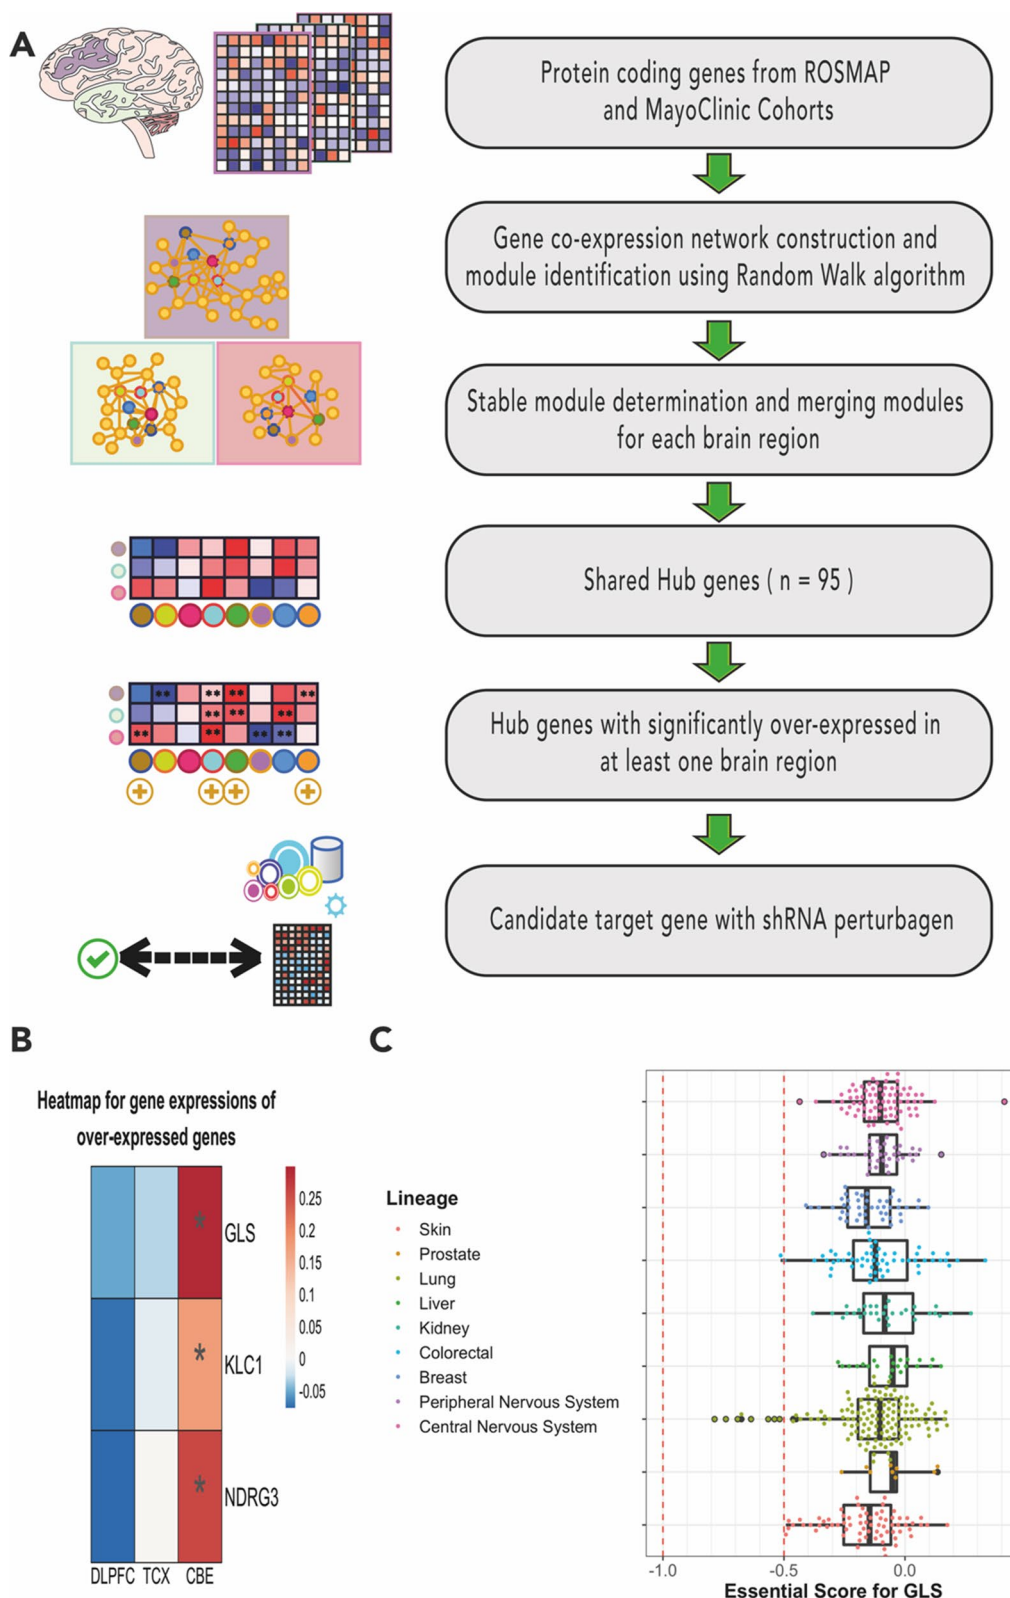 A
Protein coding genes from ROSMAP
and MayoClinic Cohorts
Gene co-expression network construction and
module identification using Random Walk algorithm
Stable module determination and merging modules
for each brain region
Shared Hub genes ( n = 95 )
Hub genes with significantly over-expressed in
at least one brain region
Candidate target gene with shRNA perturbagen
** ** ** **
** ** **
** ** ** **
B
Heatmap for gene expressions of
over-expressed genes
*
GLS
*
KLC1
*
NDRG3
DLPFC TCX CBE
0.25
0.2
0.15
0.1
0.05
0
-0.05
C
Lineage
Skin
Prostate
Lung
Liver
Kidney
Colorectal
Breast
Peripheral Nervous System
Central Nervous System
-1.0 -0.5 0.0
Essential Score for GLS